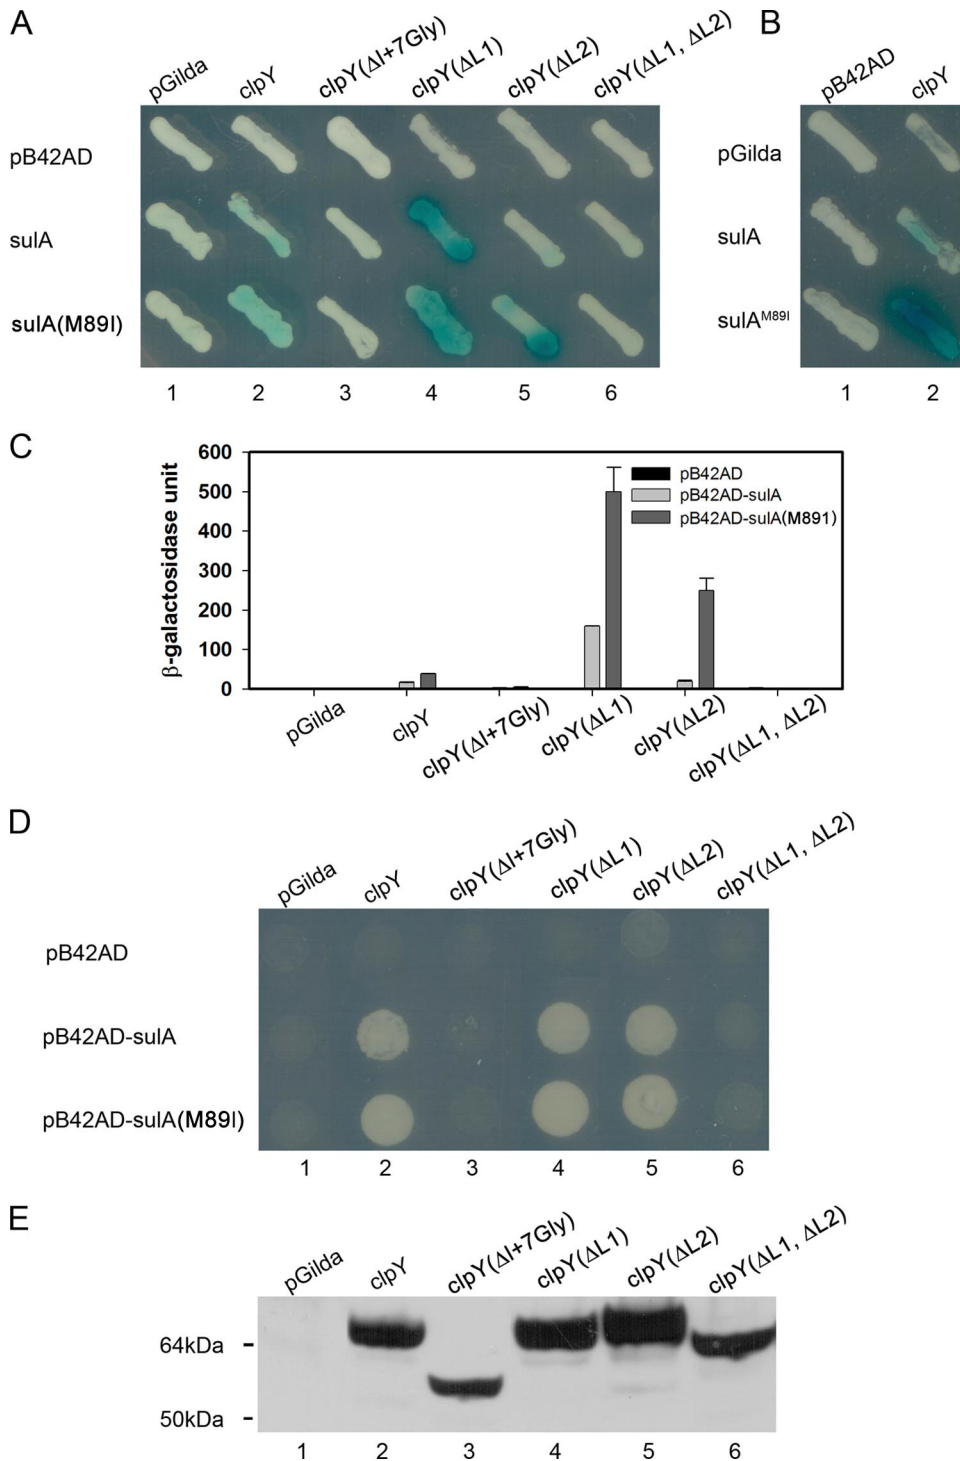 A
B
pGilda
clpY
clpY(ΔI+7Gly)
clpY(ΔL1)
clpY(ΔL2)
clpY(ΔL1, ΔL2)
pB42AD
clpY
pB42AD
sulA
sulA(M89I)
pGilda
sulA
sulA^M89I
1 2 3 4 5 6
1 2
C
β-galactosidase unit
600
500
400
300
200
100
0
pB42AD
pB42AD-sulA
pB42AD-sulA(M891)
pGilda
clpY
clpY(ΔI+7Gly)
clpY(ΔL1)
clpY(ΔL2)
clpY(ΔL1, ΔL2)
D
pGilda
clpY
clpY(ΔI+7Gly)
clpY(ΔL1)
clpY(ΔL2)
clpY(ΔL1, ΔL2)
pB42AD
pB42AD-sulA
pB42AD-sulA(M89I)
1 2 3 4 5 6
E
pGilda
clpY
clpY(ΔI+7Gly)
clpY(ΔL1)
clpY(ΔL2)
clpY(ΔL1, ΔL2)
64kDa
50kDa
1 2 3 4 5 6